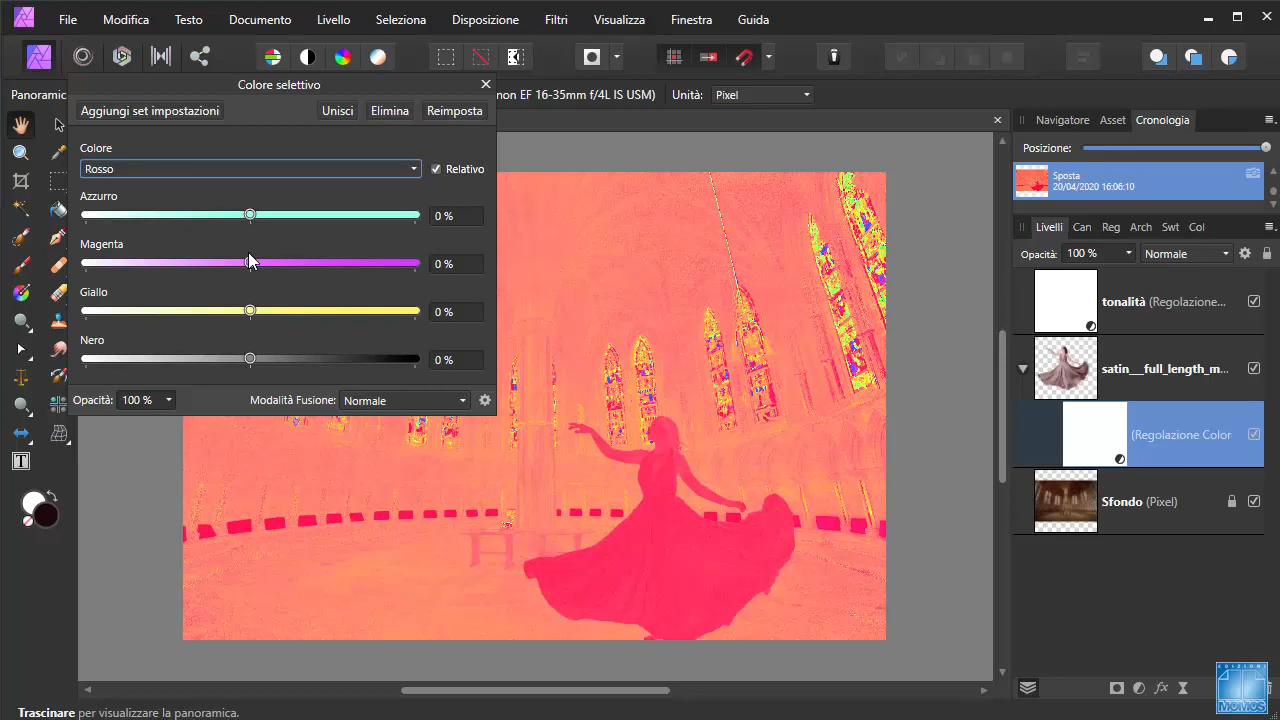 File Modifica Testo Documento Livello Seleziona Disposizione Filtri Visualizza Finestra Guida
Colore selettivo
Panoramic
non EF 16-35mm f/4L IS USM) Unità: Pixel
Aggiungi set impostazioni Unisci Elimina Reimposta
Navigatore Asset Cronologia
Colore
Posizione:
Rosso Relativo
Sposta
20/04/2020 16:06:10
Azzurro
0 %
Livelli Can Reg Arch Swt Col
Magenta
Opacità: 100 % Normale
0 %
Giallo
tonalità (Regolazione...
0 %
Nero
0 %
satin__full_length_m...
Opacità: 100 % Modalità Fusione: Normale
(Regolazione Color
T
Sfondo (Pixel)
fx
EDIZIONI
MOMOS
Trascinare per visualizzare la panoramica.